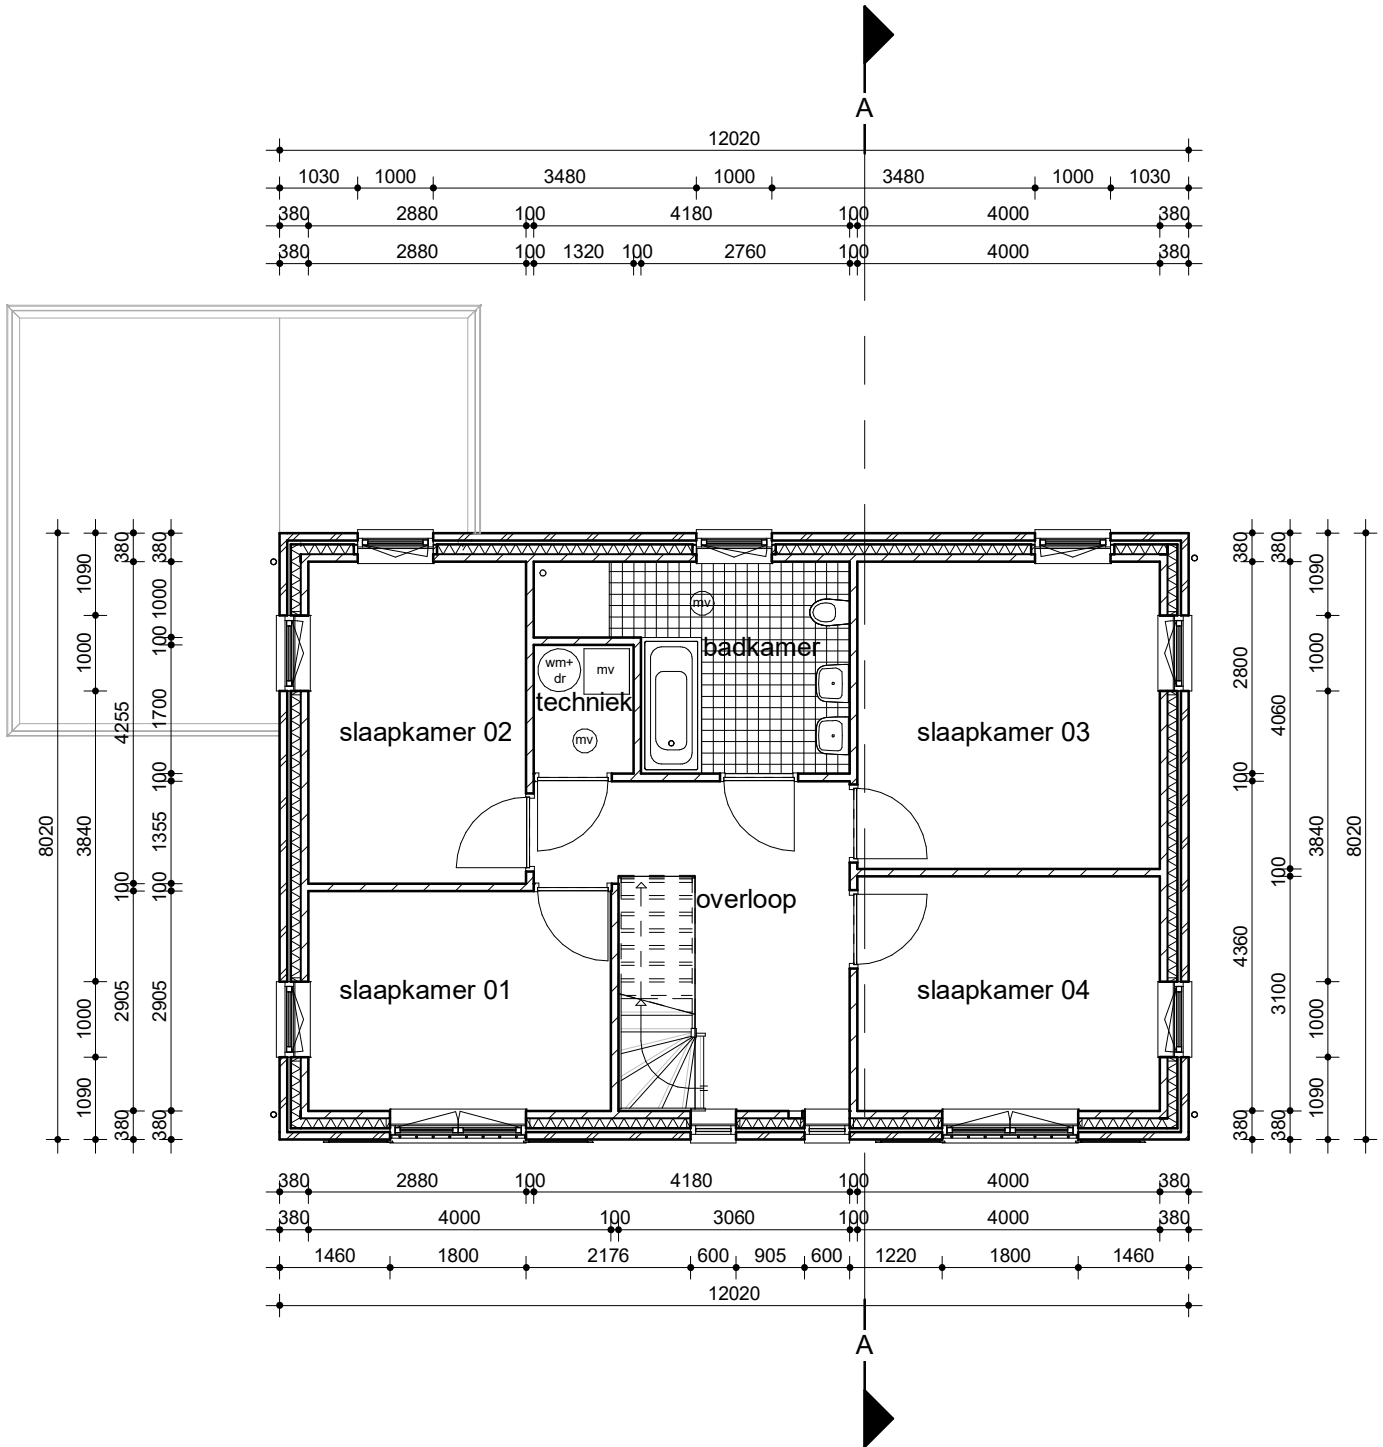 A
12020
1030 1000 3480 1000 3480 1000 1030
380 2880 100 4180 100 4000 380
380 2880 100 1320 100 2760 100 4000 380
8020
1090 1000 3840 1000 1090
380 4255 100 2905 380
380 1000 100 1700 100 1355 100 2905 380
mv
badkamer
wm+
dr
mv
techniek
mv
slaapkamer 02
slaapkamer 03
overloop
slaapkamer 01
slaapkamer 04
380 2800 100 4360 380
380 4060 100 3100 380
1090 1000 3840 1000 1090
8020
380 2880 100 4180 100 4000 380
380 4000 100 3060 100 4000 380
1460 1800 2176 600 905 600 1220 1800 1460
12020
A